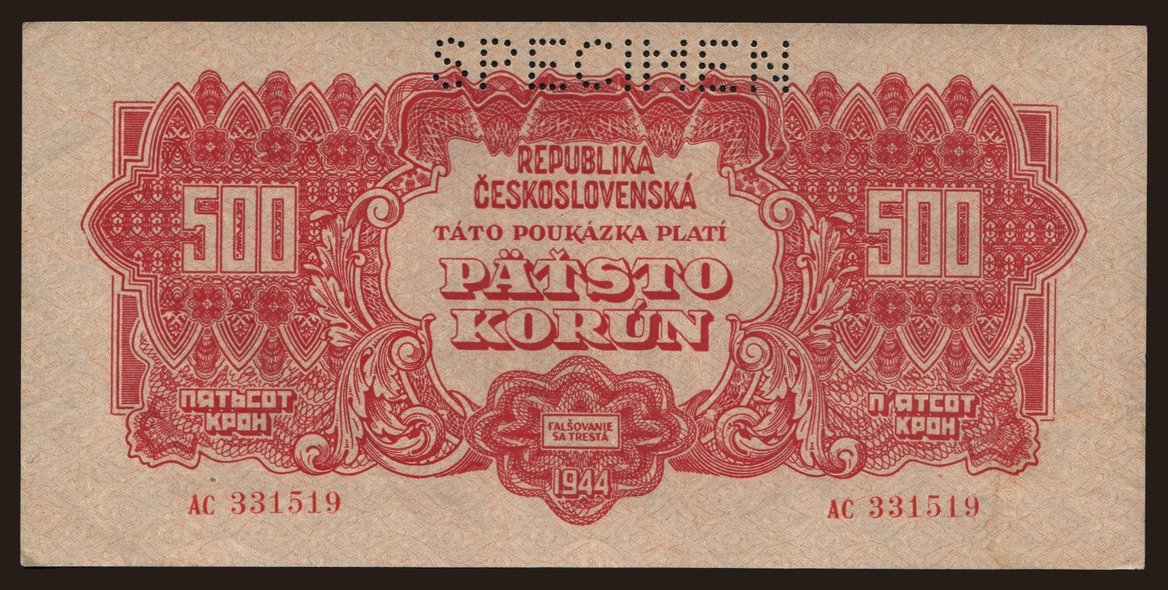 SPECIMEN
REPUBLIKA
ČESKOSLOVENSKÁ
TÁTO POUKÁZKA PLATÍ
500
PÄŤSTO
KORÚN
500
ПЯТЬСОТ
КРОН
FALŠOVANIE
SA TRESTÁ
П'ЯТСОТ
КРОН
1944
AC 331519
AC 331519